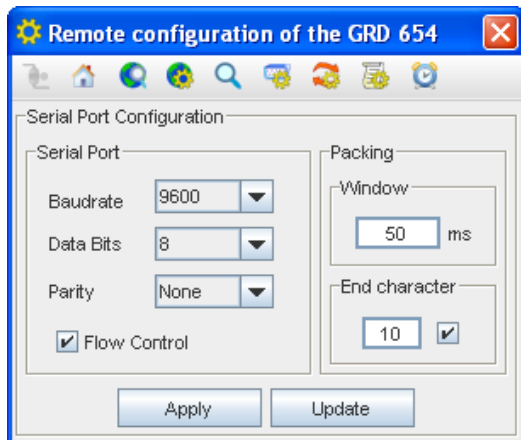 Remote configuration of the GRD 654
Serial Port Configuration
Serial Port
Baudrate 9600
Data Bits 8
Parity None
Flow Control
Packing
Window
50 ms
End character
10
Apply Update